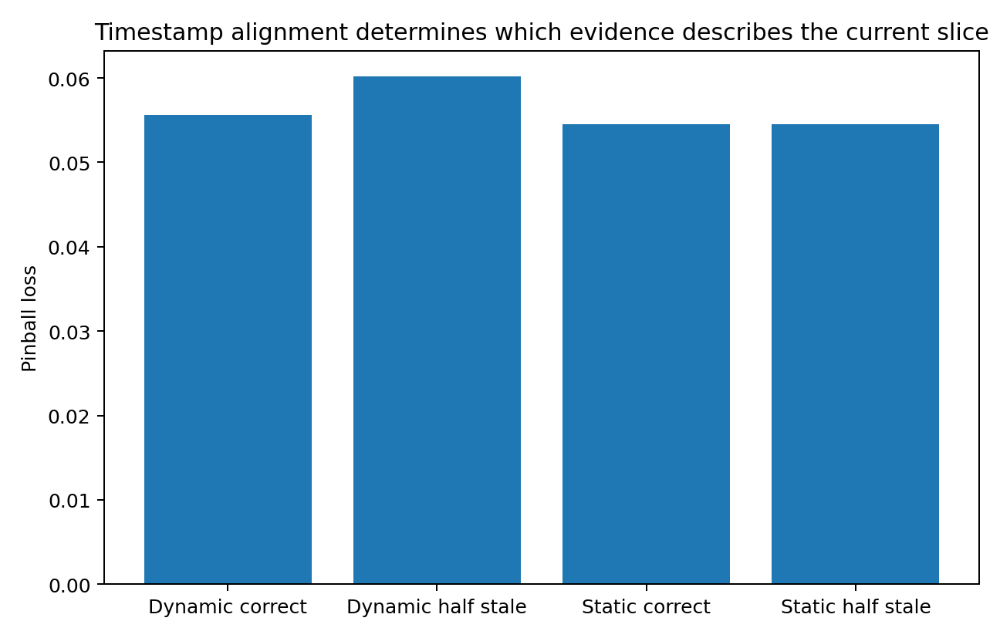 Timestamp alignment determines which evidence describes the current slice
Pinball loss
0.06
0.05
0.04
0.03
0.02
0.01
0.00
Dynamic correct
Dynamic half stale
Static correct
Static half stale